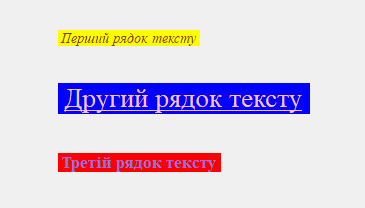 Перший рядок тексту
Другий рядок тексту
Третій рядок тексту